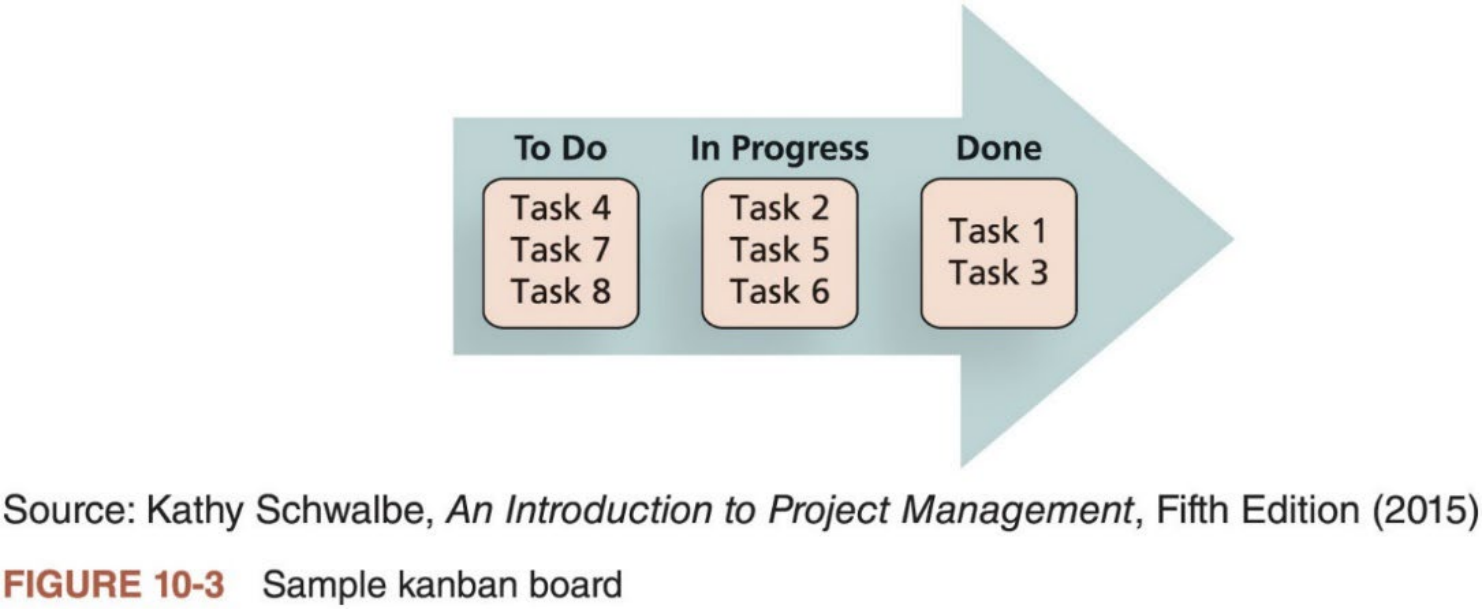 To Do
Task 4
Task 7
Task 8
In Progress
Task 2
Task 5
Task 6
Done
Task 1
Task 3
Source: Kathy Schwalbe, An Introduction to Project Management, Fifth Edition (2015)
FIGURE 10-3 Sample kanban board